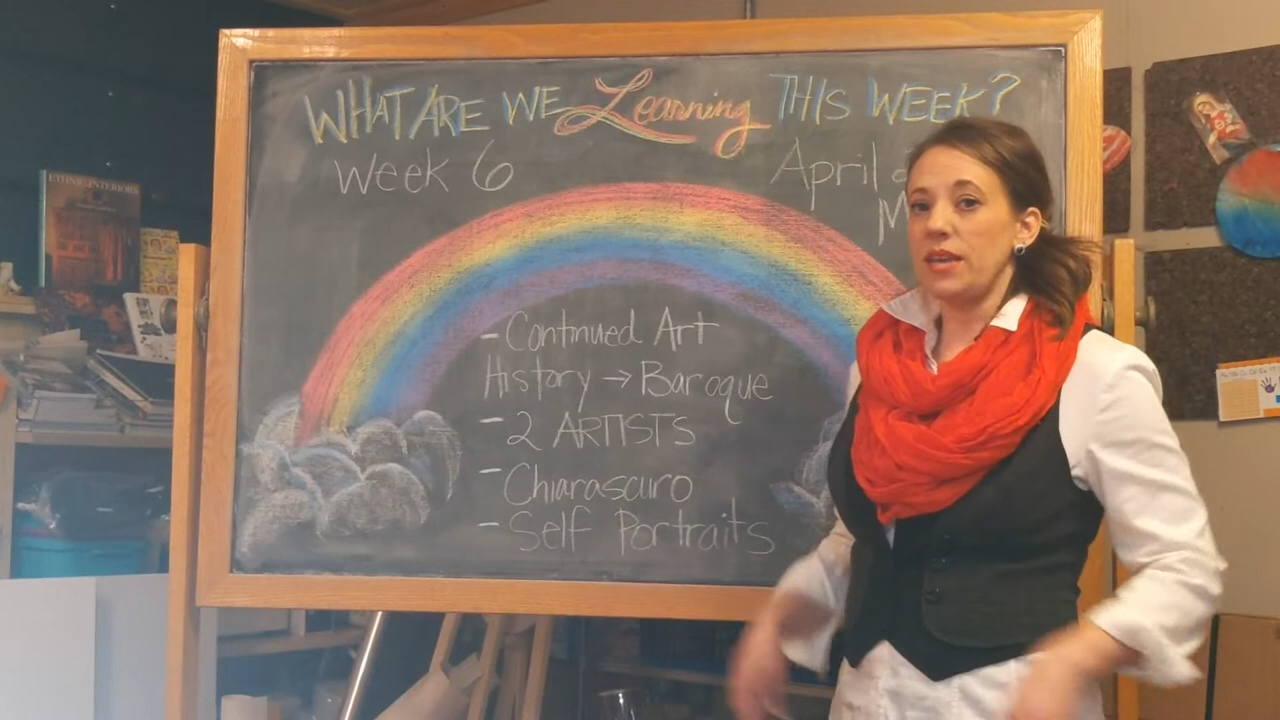 WHAT ARE WE Learning THIS WEEK?
Week 6
April
M
- Continued Art
History → Baroque
- 2 ARTISTS
- Chiarascuro
- Self Portraits
ETHNIC INTERIORS